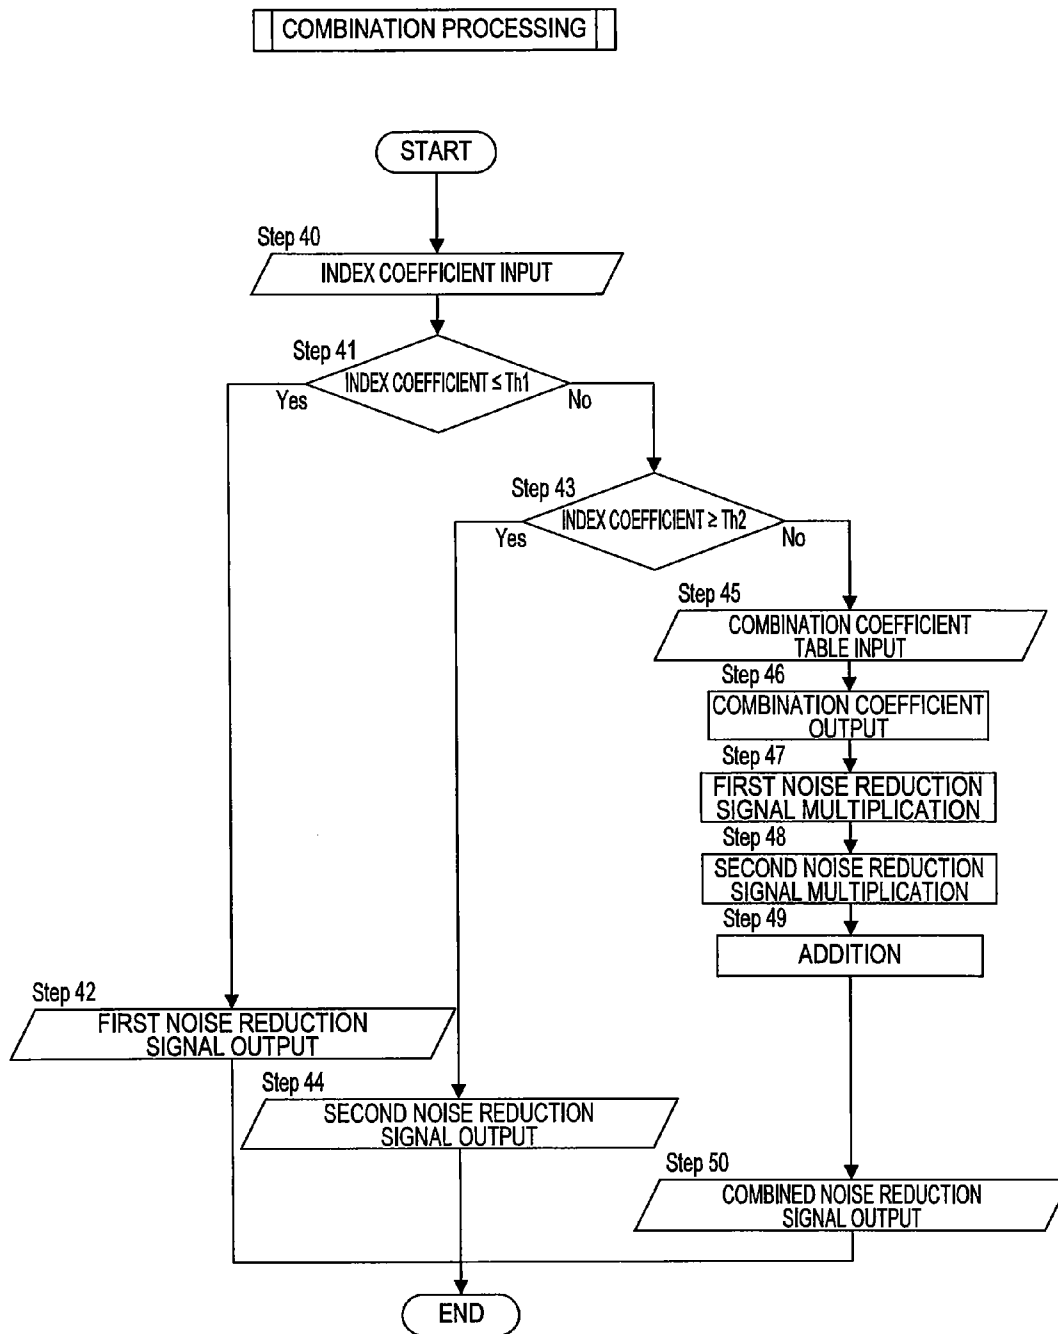 COMBINATION PROCESSING
START
Step 40
INDEX COEFFICIENT INPUT
Step 41
INDEX COEFFICIENT ≤ Th1
Yes
No
Step 43
INDEX COEFFICIENT ≥ Th2
Yes
No
Step 45
COMBINATION COEFFICIENT
TABLE INPUT
Step 46
COMBINATION COEFFICIENT
OUTPUT
Step 47
FIRST NOISE REDUCTION
SIGNAL MULTIPLICATION
Step 48
SECOND NOISE REDUCTION
SIGNAL MULTIPLICATION
Step 49
ADDITION
Step 42
FIRST NOISE REDUCTION
SIGNAL OUTPUT
Step 44
SECOND NOISE REDUCTION
SIGNAL OUTPUT
Step 50
COMBINED NOISE REDUCTION
SIGNAL OUTPUT
END